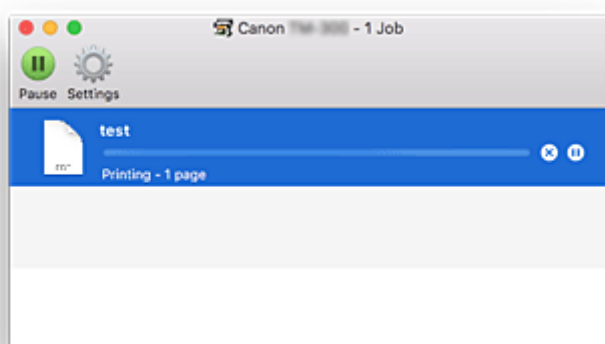 Canon - 1 Job
Pause Settings
test
Printing - 1 page